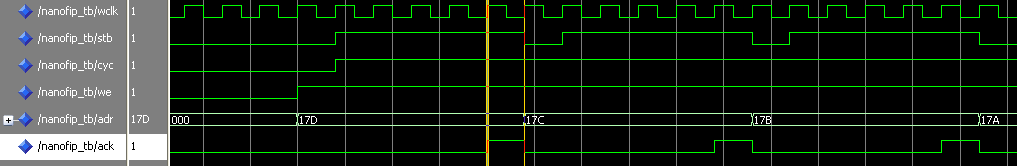 /nanofip_tb/wclk 1
/nanofip_tb/stb 1
/nanofip_tb/cyc 1
/nanofip_tb/we 1
/nanofip_tb/adr 17D 000 17D 17C 17B 17A
/nanofip_tb/ack 1